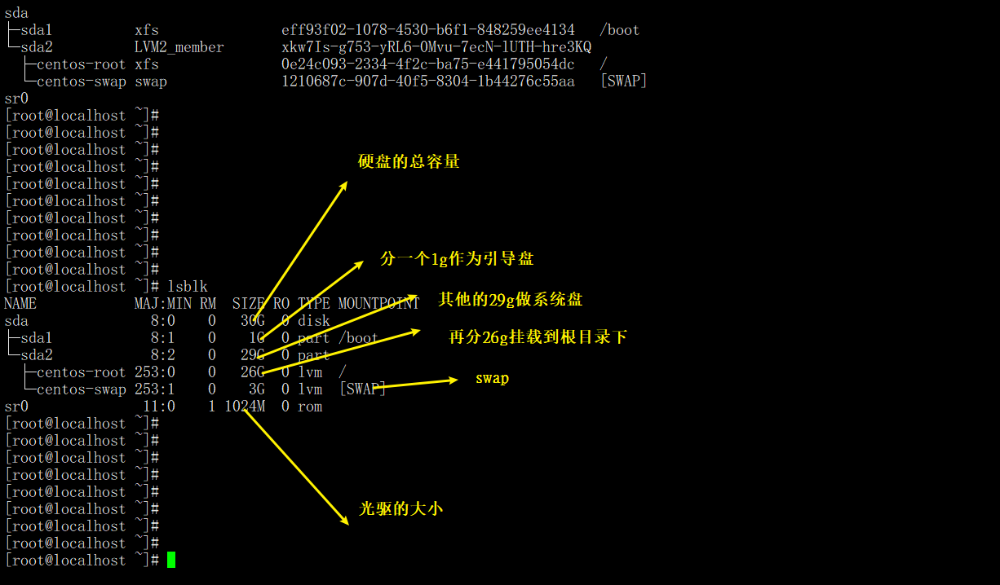 sda
├─sda1          xfs               eff93f02-1078-4530-b6f1-848259ee4134   /boot
└─sda2          LVM2_member       xkw7Is-g753-yRL6-0Mvu-7ecN-lUTH-hre3KQ
  ├─centos-root xfs               0e24c093-2334-4f2c-ba75-e441795054dc   /
  └─centos-swap swap              1210687c-907d-40f5-8304-1b44276c55aa   [SWAP]
sr0
[root@localhost ~]#
[root@localhost ~]#
[root@localhost ~]#
硬盘的总容量
[root@localhost ~]#
[root@localhost ~]#
[root@localhost ~]#
[root@localhost ~]#
[root@localhost ~]#
[root@localhost ~]#
分一个1g作为引导盘
[root@localhost ~]#
[root@localhost ~]# lsblk
其他的29g做系统盘
NAME            MAJ:MIN RM  SIZE RO TYPE MOUNTPOINT
sda               8:0    0   30G  0 disk
再分26g挂载到根目录下
├─sda1            8:1    0    1G  0 part /boot
└─sda2            8:2    0   29G  0 part
  ├─centos-root 253:0    0   26G  0 lvm  /
swap
  └─centos-swap 253:1    0    3G  0 lvm  [SWAP]
sr0              11:0    1 1024M  0 rom
[root@localhost ~]#
[root@localhost ~]#
[root@localhost ~]#
[root@localhost ~]#
[root@localhost ~]#
光驱的大小
[root@localhost ~]#
[root@localhost ~]#
[root@localhost ~]#
[root@localhost ~]#